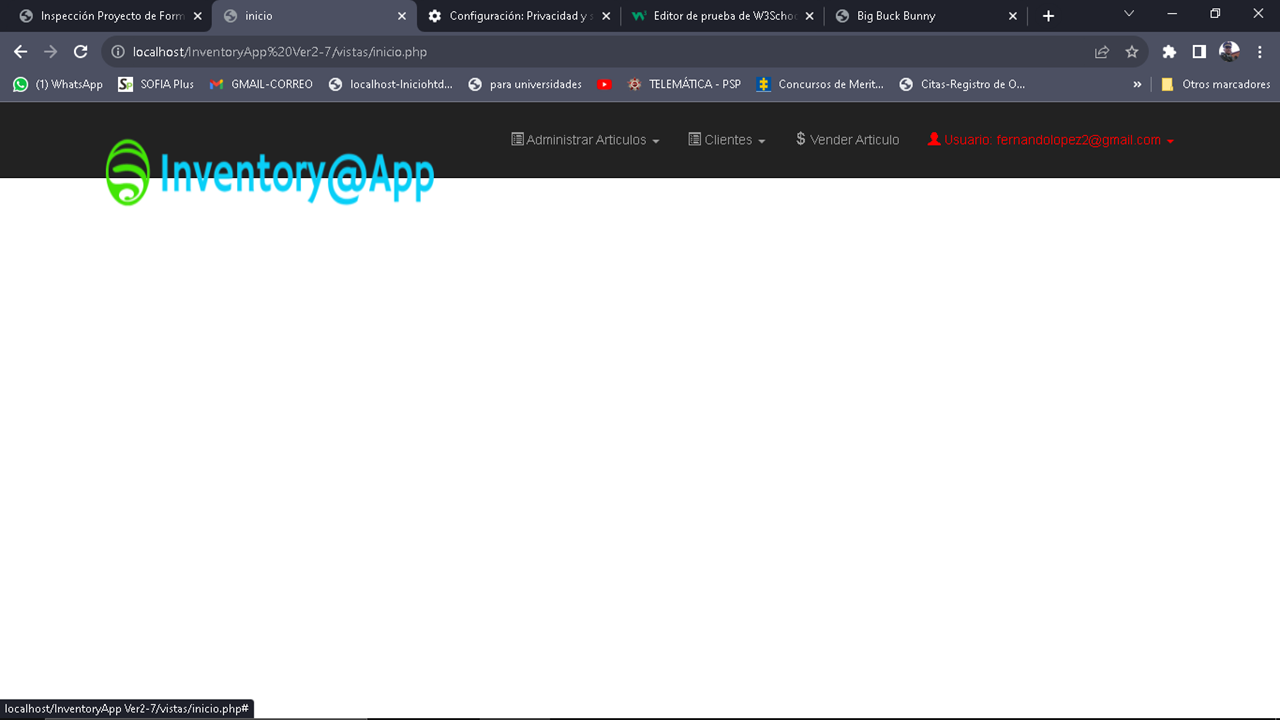 Inspección Proyecto de Form
inicio
Configuración: Privacidad y s
Editor de prueba de W3Schoo
Big Buck Bunny
localhost/InventoryApp%20Ver2-7/vistas/inicio.php
(1) WhatsApp
SOFIA Plus
GMAIL-CORREO
localhost-Iniciohtd...
para universidades
TELEMÁTICA - PSP
Concursos de Merit...
Citas-Registro de O...
»
Otros marcadores
Administrar Articulos
Clientes
$ Vender Articulo
Usuario: fernandolopez2@gmail.com
Inventory@App
localhost/InventoryApp Ver2-7/vistas/inicio.php#